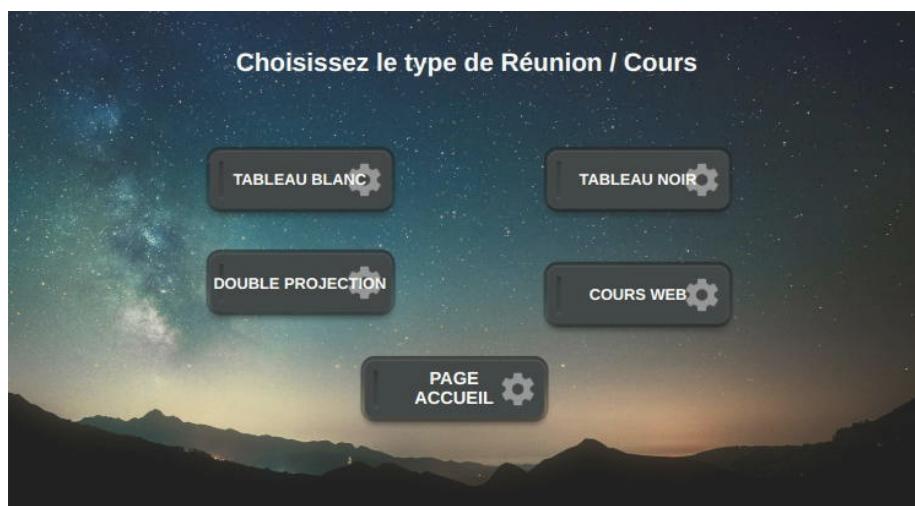 Choisissez le type de Réunion / Cours
TABLEAU BLANC
TABLEAU NOIR
DOUBLE PROJECTION
COURS WEB
PAGE
ACCUEIL